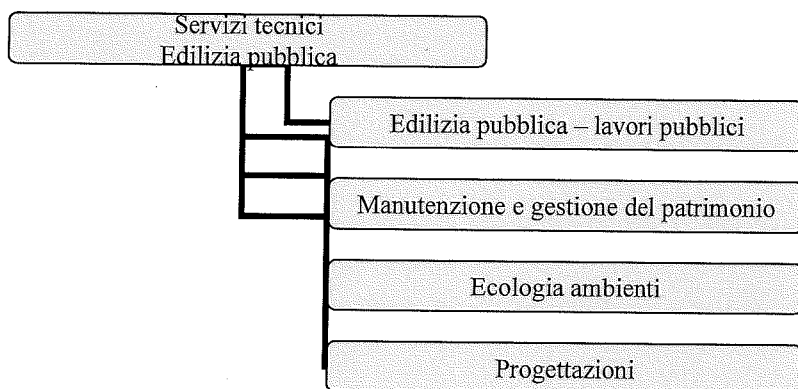 Servizi tecnici
Edilizia pubblica
Edilizia pubblica – lavori pubblici
Manutenzione e gestione del patrimonio
Ecologia ambienti
Progettazioni